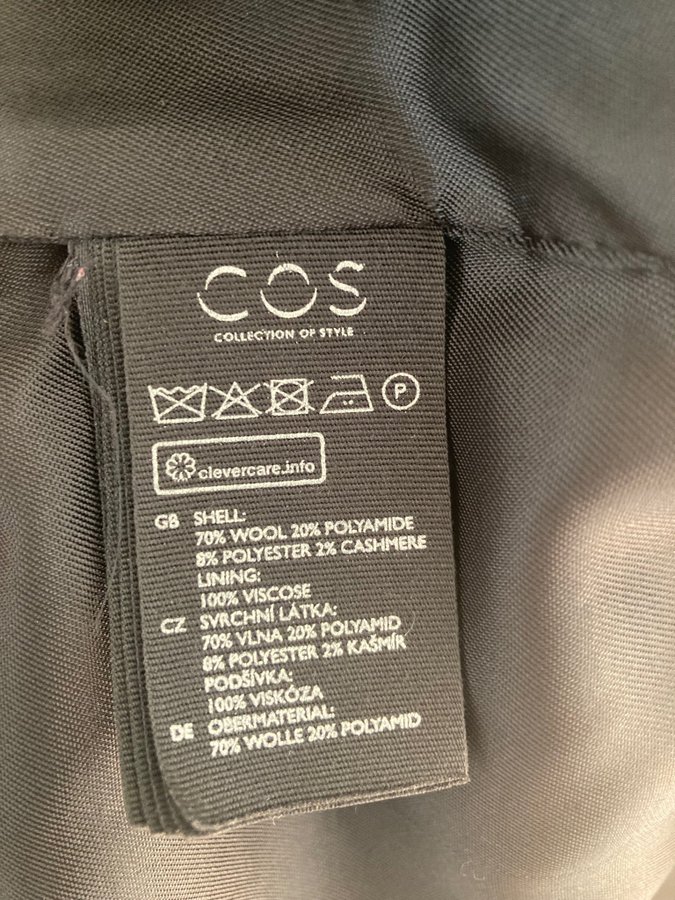 COS
COLLECTION OF STYLE
P
clevercare.info
GB SHELL:
70% WOOL 20% POLYAMIDE
8% POLYESTER 2% CASHMERE
LINING:
100% VISCOSE
CZ SVRCHNÍ LÁTKA:
70% VLNA 20% POLYAMID
8% POLYESTER 2% KAŠMÍR
PODŠÍVKA:
100% VISKÓZA
DE OBERMATERIAL:
70% WOLLE 20% POLYAMID